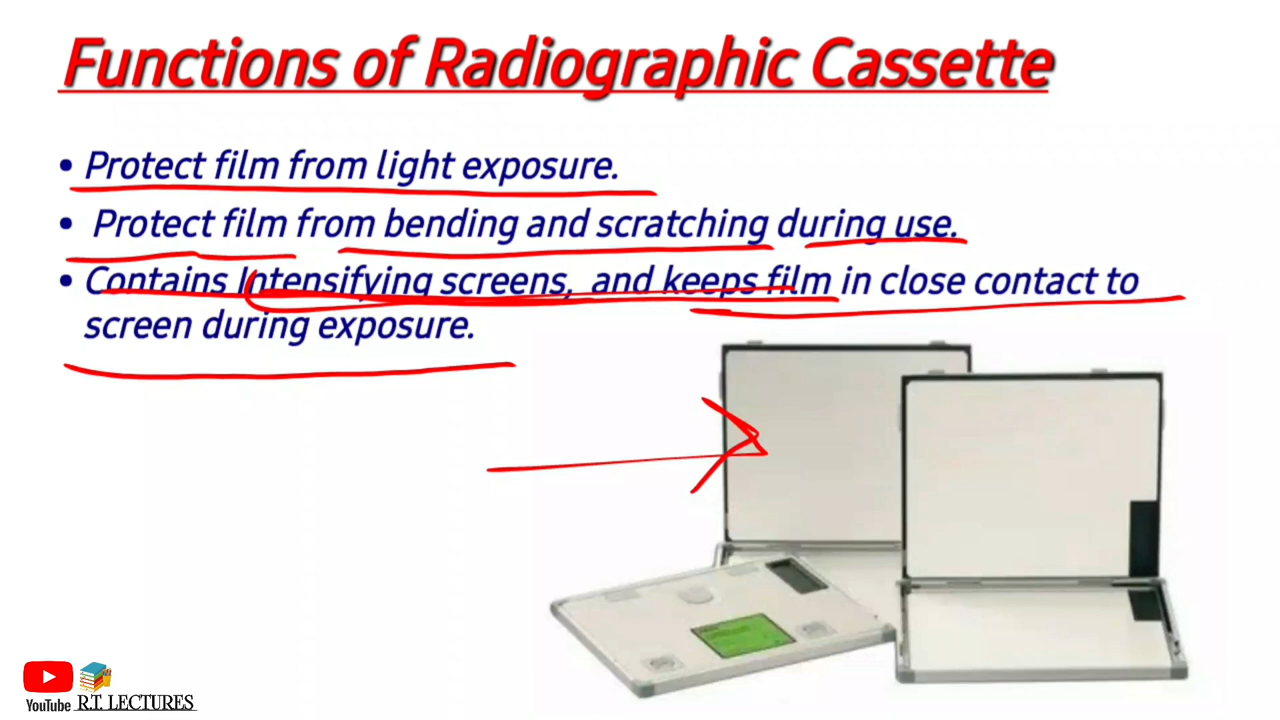 Functions of Radiographic Cassette
• Protect film from light exposure.
• Protect film from bending and scratching during use.
• Contains Intensifying screens, and keeps film in close contact to
screen during exposure.
YouTube R.T. LECTURES